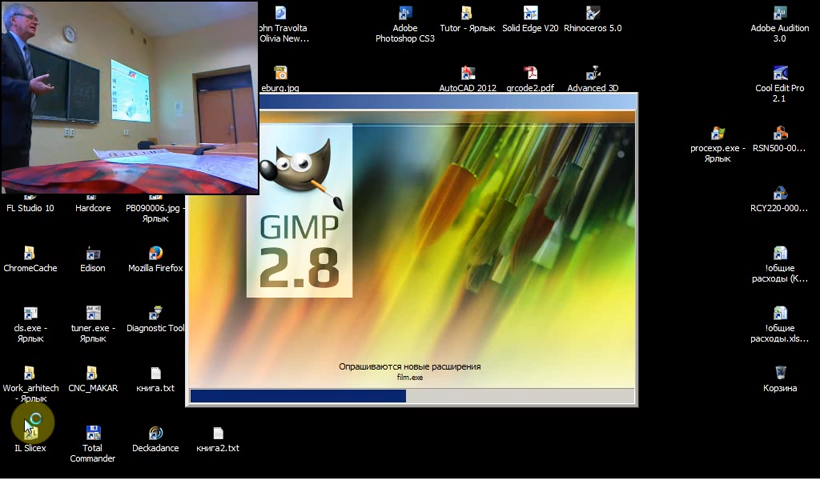 ohn Travolta
Olivia New...
Adobe
Photoshop CS3
Tutor - Ярлык
Solid Edge V20
Rhinoceros 5.0
Adobe Audition
3.0
eburg.jpg
AutoCAD 2012
qrcode2.pdf
Advanced 3D
Cool Edit Pro
2.1
procexp.exe -
Ярлык
RSN500-00...
FL Studio 10
Hardcore
PB090006.jpg -
Ярлык
RCY220-000...
GIMP
2.8
ChromeCache
Edison
Mozilla Firefox
!общие
расходы (К...
cls.exe -
Ярлык
tuner.exe -
Ярлык
Diagnostic Tool
!общие
расходы.xls...
Опрашиваются новые расширения
film.exe
Work_arhitech
- Ярлык
CNC_MAKAR
книга.txt
Корзина
IL Slicex
Total
Commander
Deckadance
книга2.txt